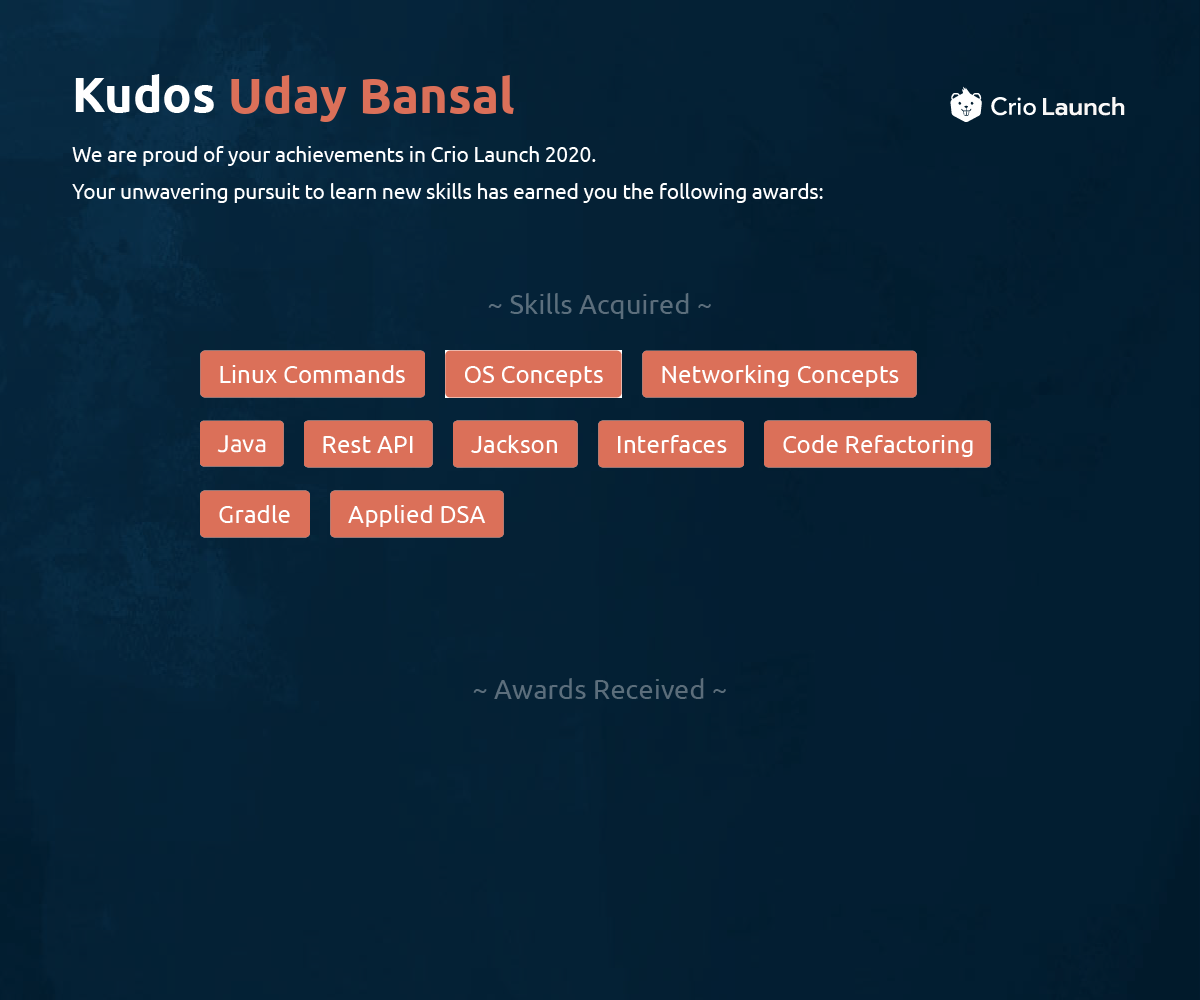 Kudos Uday Bansal
Crio Launch
We are proud of your achievements in Crio Launch 2020.
Your unwavering pursuit to learn new skills has earned you the following awards:
~ Skills Acquired ~
Linux Commands OS Concepts Networking Concepts
Java Rest API Jackson Interfaces Code Refactoring
Gradle Applied DSA
~ Awards Received ~